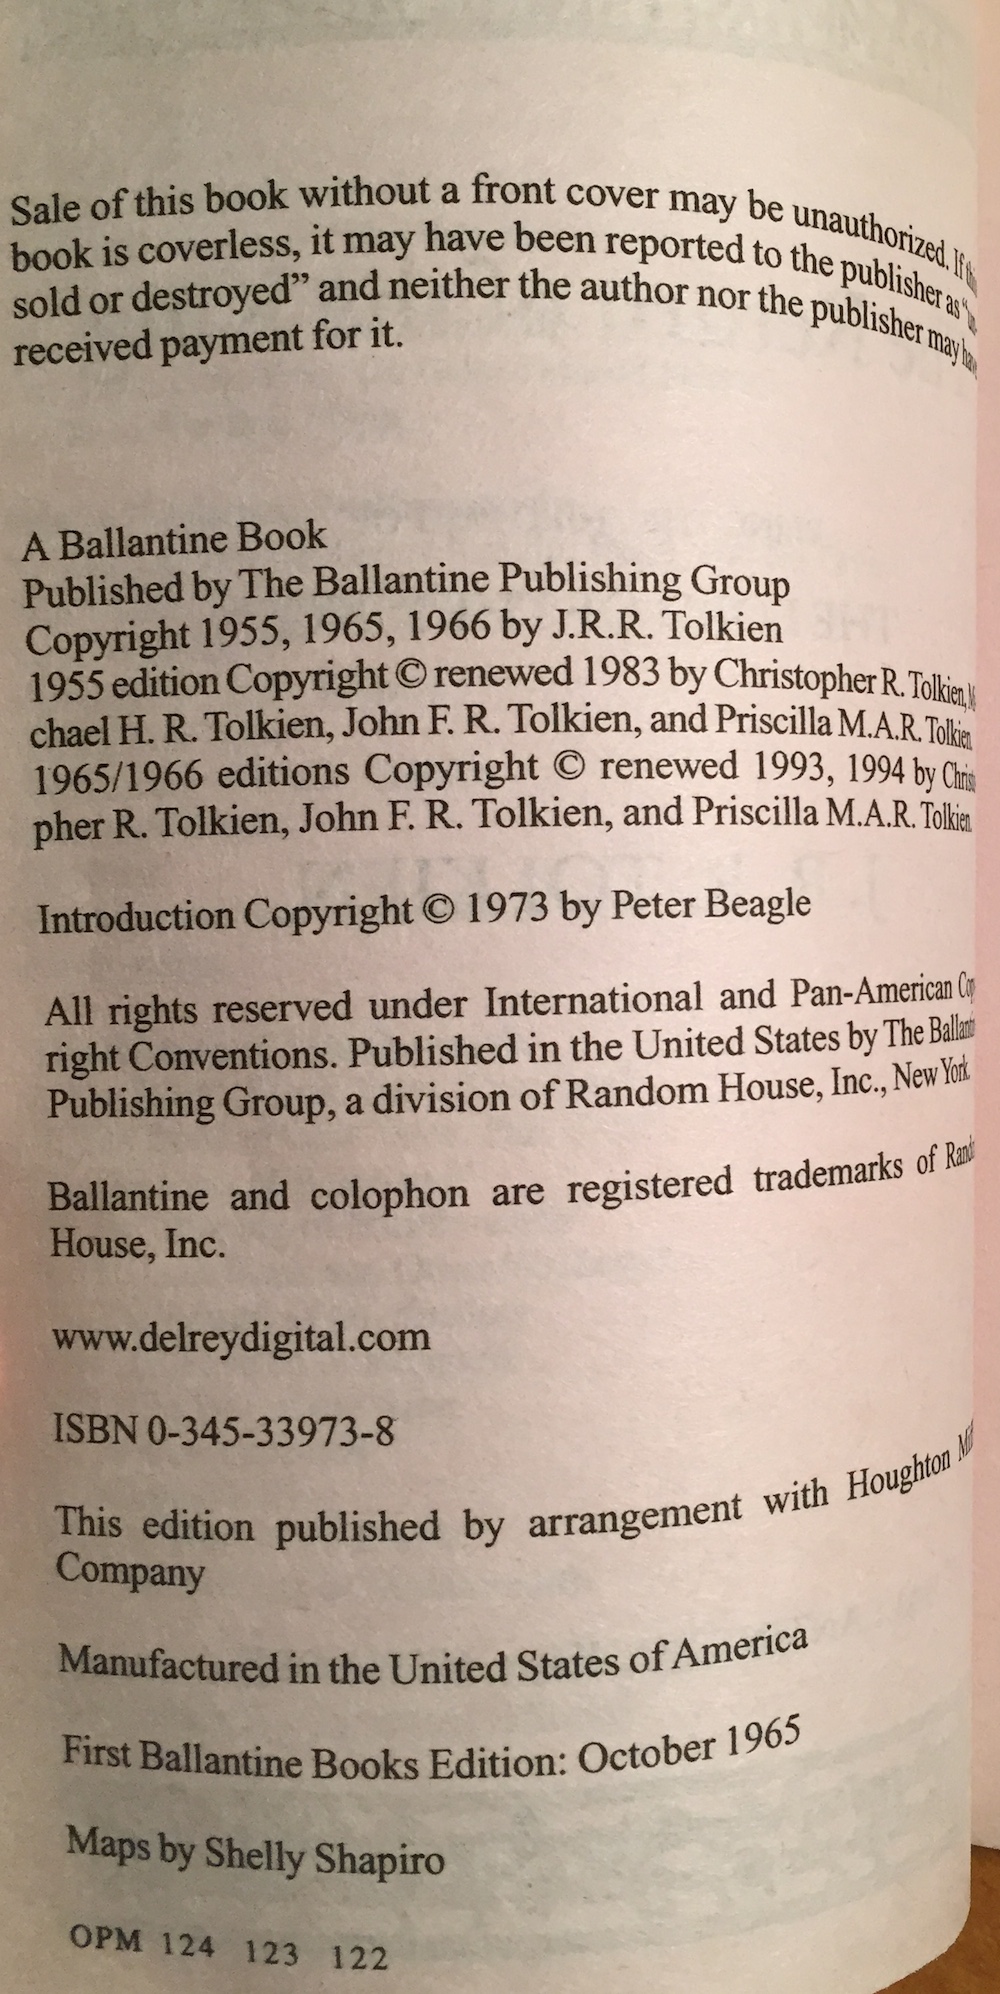 Sale of this book without a front cover may be unauthorized. If
book is coverless, it may have been reported to the publisher as
sold or destroyed” and neither the author nor the publisher may
received payment for it.
A Ballantine Book
Published by The Ballantine Publishing Group
Copyright 1955, 1965, 1966 by J.R.R. Tolkien
1955 edition Copyright © renewed 1983 by Christopher R. Tolkien,
chael H. R. Tolkien, John F. R. Tolkien, and Priscilla M.A.R. Tolkien
1965/1966 editions Copyright © renewed 1993, 1994 by
pher R. Tolkien, John F. R. Tolkien, and Priscilla M.A.R. Tolkien
Introduction Copyright © 1973 by Peter Beagle
All rights reserved under International and Pan-American
right Conventions. Published in the United States by The
Publishing Group, a division of Random House, Inc., New York
Ballantine and colophon are registered trademarks of
House, Inc.
www.delreydigital.com
ISBN 0-345-33973-8
This edition published by arrangement with Houghton
Company
Manufactured in the United States of America
First Ballantine Books Edition: October 1965
Maps by Shelly Shapiro
OPM 124 123 122